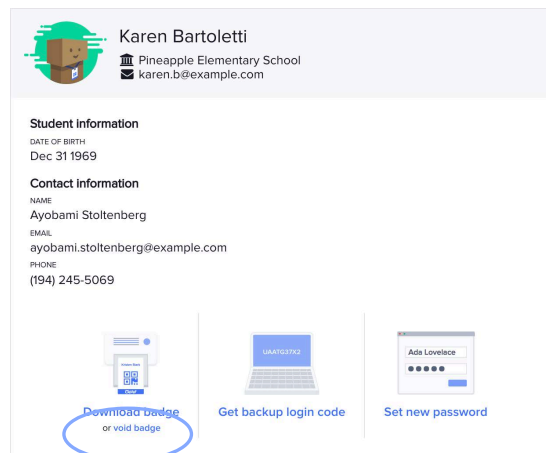 Karen Bartoletti
Pineapple Elementary School
karen.b@example.com
Student information
DATE OF BIRTH
Dec 31 1969
Contact information
NAME
Ayobami Stoltenberg
EMAIL
ayobami.stoltenberg@example.com
PHONE
(194) 245-5069
UAATG37X2
Ada Lovelace
Download badge
or void badge
Get backup login code
Set new password